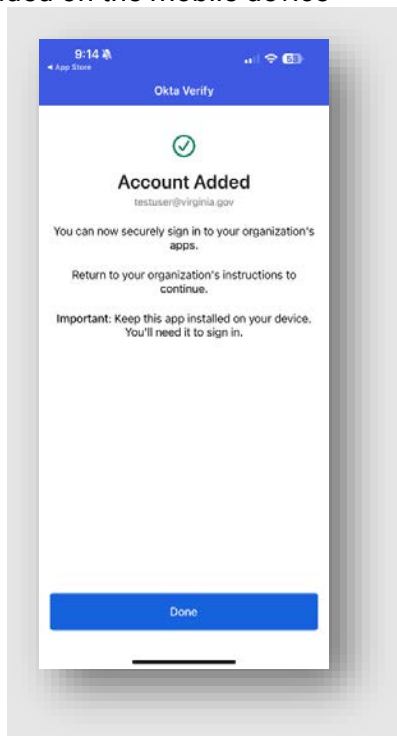 on the mobile device
9:14
App Store
53
Okta Verify
Account Added
testuser@virginia.gov
You can now securely sign in to your organization's
apps.
Return to your organization's instructions to
continue.
Important: Keep this app installed on your device.
You'll need it to sign in.
Done